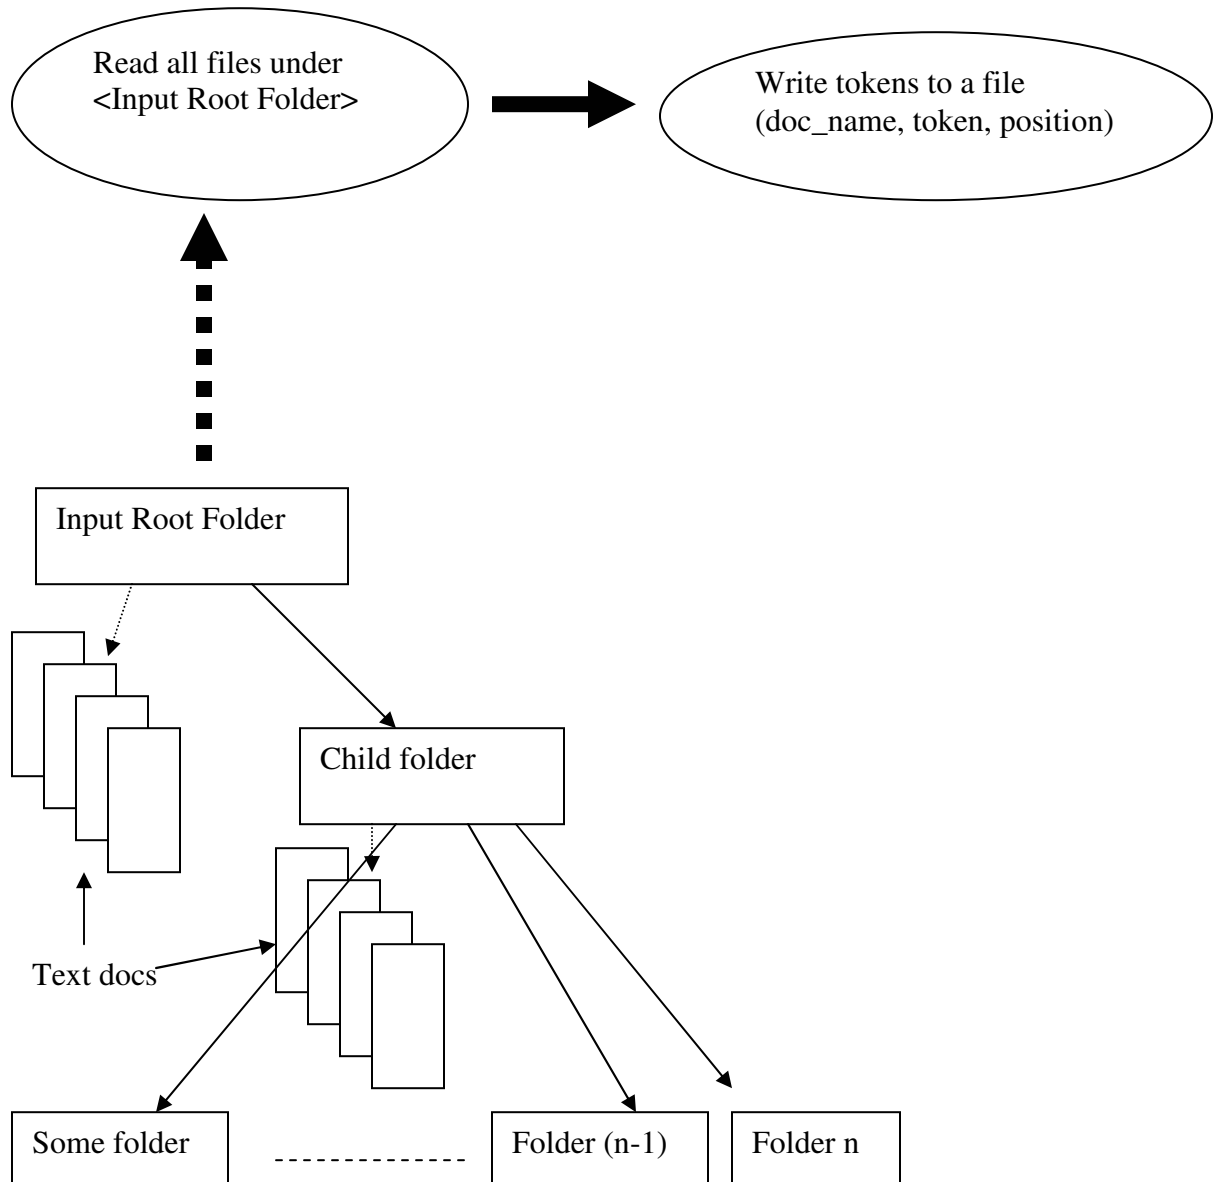 Read all files under
<Input Root Folder>
Write tokens to a file
(doc_name, token, position)
Input Root Folder
Child folder
Text docs
Some folder
Folder (n-1)
Folder n